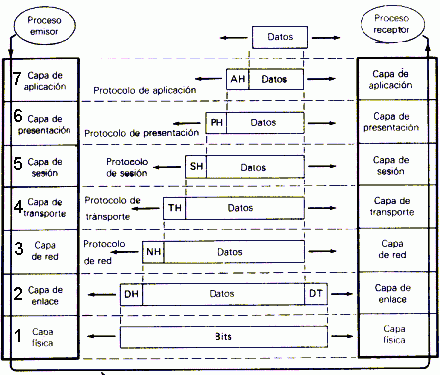 Proceso
emisor
Datos
Proceso
receptor
7 Capa de
aplicación
Protocolo de aplicación
AH Datos
Capa de
aplicación
6 Capa de
presentación
Protocolo de presentación
PH Datos
Capa de
presentación
5 Capa de
sesión
Protocolo
de sesión
SH Datos
Capa de
sesión
4 Capa de
transporte
Protocolo de
transporte
TH Datos
Capa de
transporte
3 Capa
de red
Protocolo
de red
NH Datos
Capa
de red
2 Capa de
enlace
DH Datos DT
Capa de
enlace
1 Capa
física
Bits
Capa
física